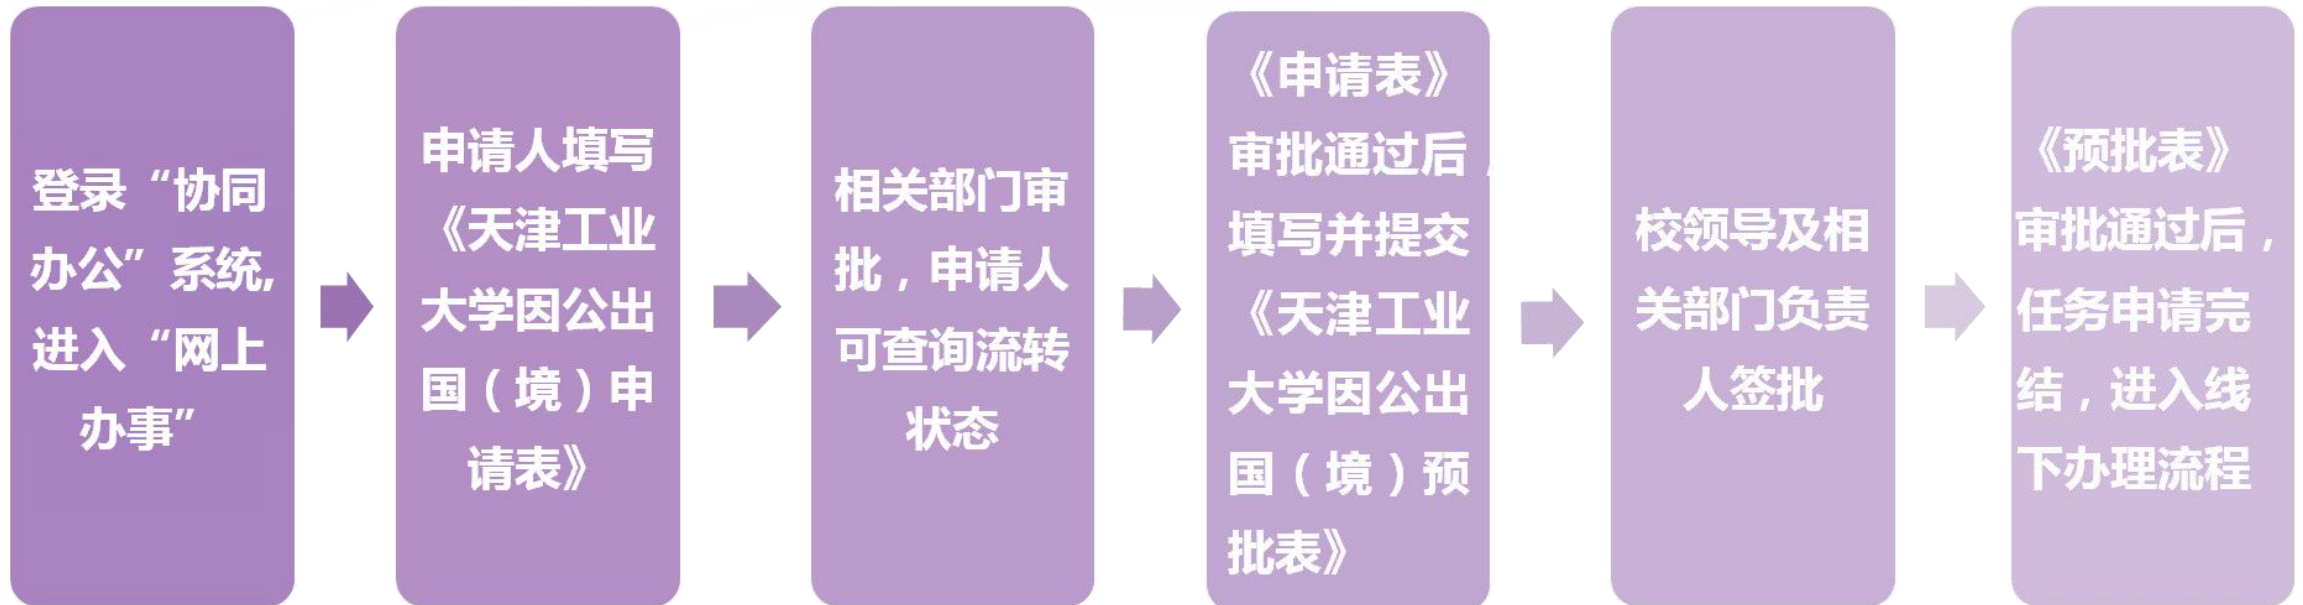 登录“协同
办公”系统,
进入“网上
办事”
申请人填写
《天津工业
大学因公出
国（境）申
请表》
相关部门审
批，申请人
可查询流转
状态
《申请表》
审批通过后，
填写并提交
《天津工业
大学因公出
国（境）预
批表》
校领导及相
关部门负责
人签批
《预批表》
审批通过后，
任务申请完
结，进入线
下办理流程